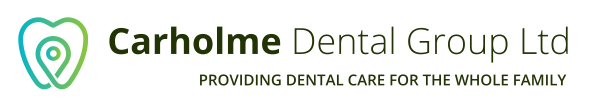 Carholme Dental Group Ltd
PROVIDING DENTAL CARE FOR THE WHOLE FAMILY